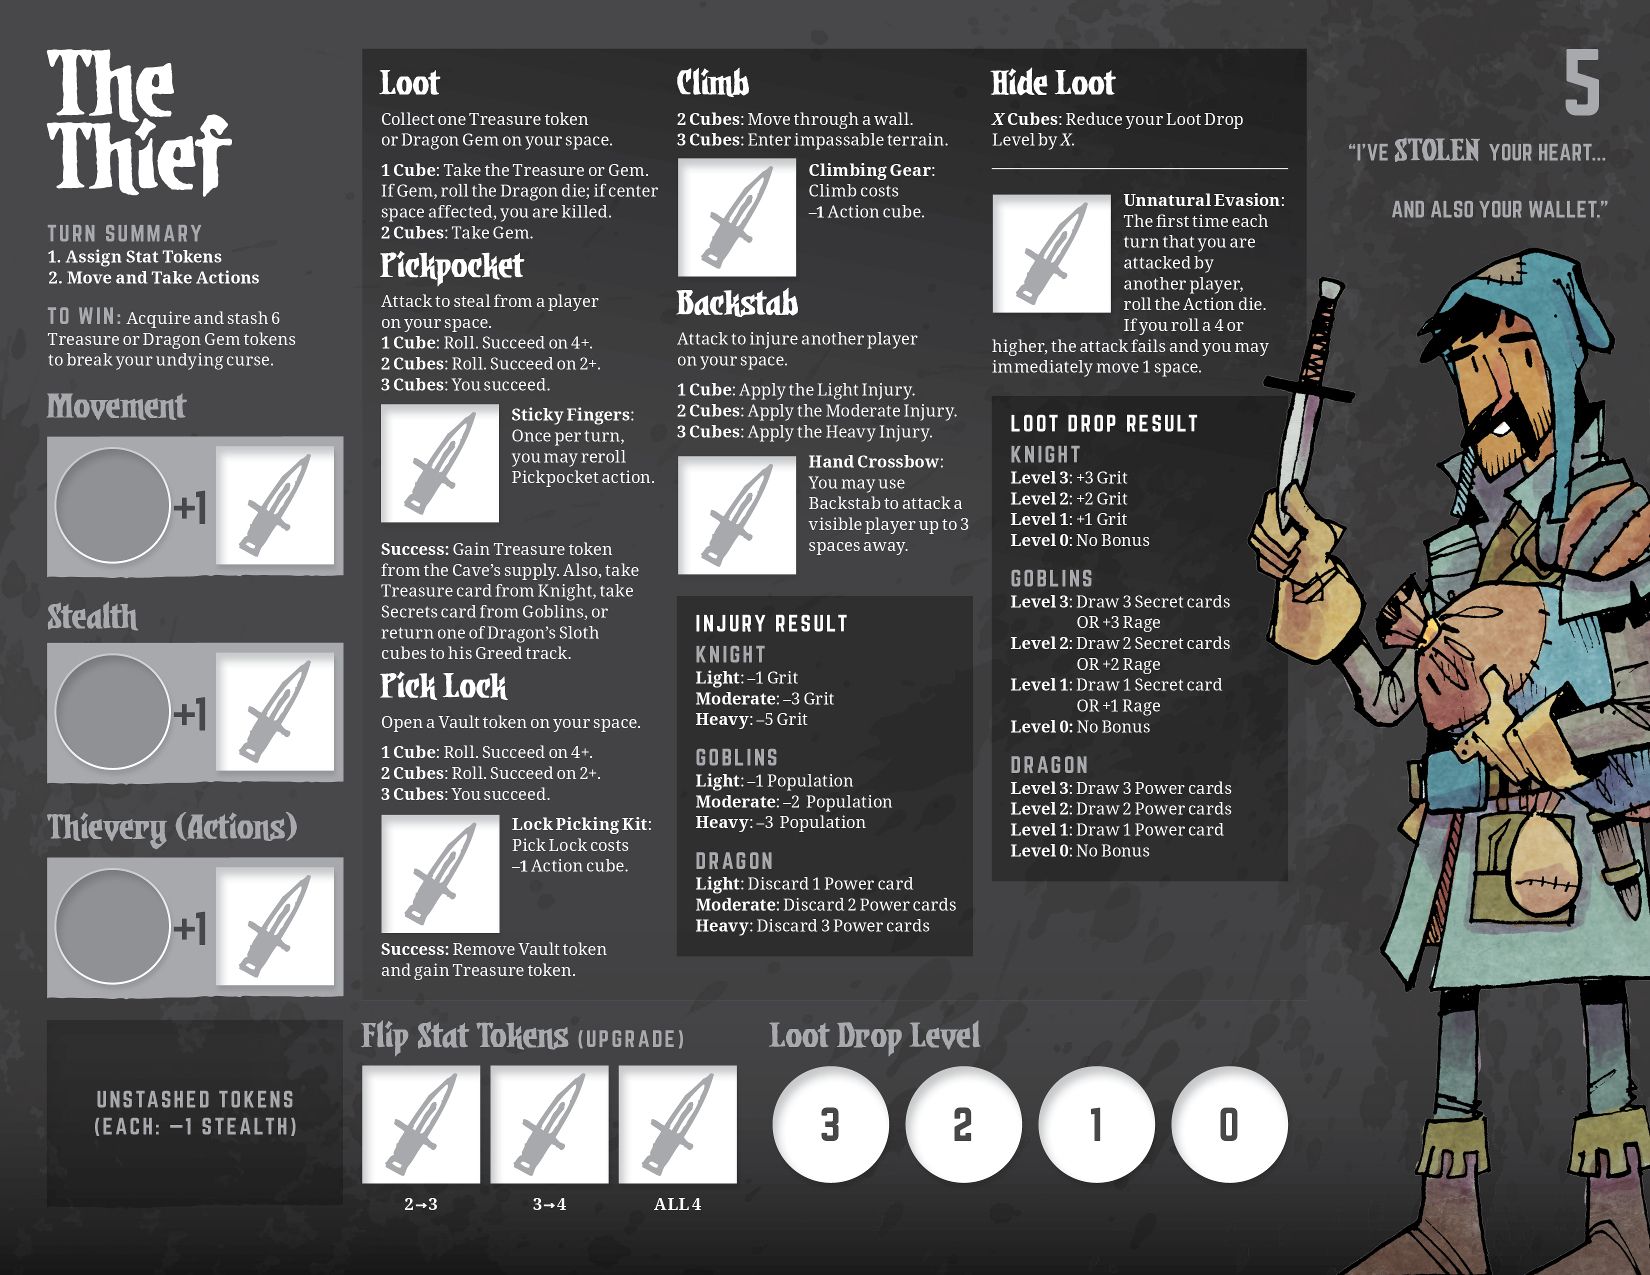 The
Thief
TURN SUMMARY
1. Assign Stat Tokens
2. Move and Take Actions
TO WIN: Acquire and stash 6
Treasure or Dragon Gem tokens
to break your undying curse.
Movement
+1
Stealth
+1
Thievery (Actions)
+1
UNSTASHED TOKENS
(EACH: –1 STEALTH)
Loot
Collect one Treasure token
or Dragon Gem on your space.
1 Cube: Take the Treasure or Gem.
If Gem, roll the Dragon die; if center
space affected, you are killed.
2 Cubes: Take Gem.
Pickpocket
Attack to steal from a player
on your space.
1 Cube: Roll. Succeed on 4+.
2 Cubes: Roll. Succeed on 2+.
3 Cubes: You succeed.
Sticky Fingers:
Once per turn,
you may reroll
Pickpocket action.
Success: Gain Treasure token
from the Cave's supply. Also, take
Treasure card from Knight, take
Secrets card from Goblins, or
return one of Dragon's Sloth
cubes to his Greed track.
Pick Lock
Open a Vault token on your space.
1 Cube: Roll. Succeed on 4+.
2 Cubes: Roll. Succeed on 2+.
3 Cubes: You succeed.
Lock Picking Kit:
Pick Lock costs
–1 Action cube.
Success: Remove Vault token
and gain Treasure token.
Climb
2 Cubes: Move through a wall.
3 Cubes: Enter impassable terrain.
Climbing Gear:
Climb costs
–1 Action cube.
Backstab
Attack to injure another player
on your space.
1 Cube: Apply the Light Injury.
2 Cubes: Apply the Moderate Injury.
3 Cubes: Apply the Heavy Injury.
Hand Crossbow:
You may use
Backstab to attack a
visible player up to 3
spaces away.
INJURY RESULT
KNIGHT
Light: –1 Grit
Moderate: –3 Grit
Heavy: –5 Grit
GOBLINS
Light: –1 Population
Moderate: –2 Population
Heavy: –3 Population
DRAGON
Light: Discard 1 Power card
Moderate: Discard 2 Power cards
Heavy: Discard 3 Power cards
Hide Loot
X Cubes: Reduce your Loot Drop
Level by X.
Unnatural Evasion:
The first time each
turn that you are
attacked by
another player,
roll the Action die.
If you roll a 4 or
higher, the attack fails and you may
immediately move 1 space.
LOOT DROP RESULT
KNIGHT
Level 3: +3 Grit
Level 2: +2 Grit
Level 1: +1 Grit
Level 0: No Bonus
GOBLINS
Level 3: Draw 3 Secret cards
OR +3 Rage
Level 2: Draw 2 Secret cards
OR +2 Rage
Level 1: Draw 1 Secret card
OR +1 Rage
Level 0: No Bonus
DRAGON
Level 3: Draw 3 Power cards
Level 2: Draw 2 Power cards
Level 1: Draw 1 Power card
Level 0: No Bonus
5
"I'VE STOLEN YOUR HEART...
AND ALSO YOUR WALLET."
Flip Stat Tokens (UPGRADE)
2→3
3→4
ALL 4
Loot Drop Level
3
2
1
0